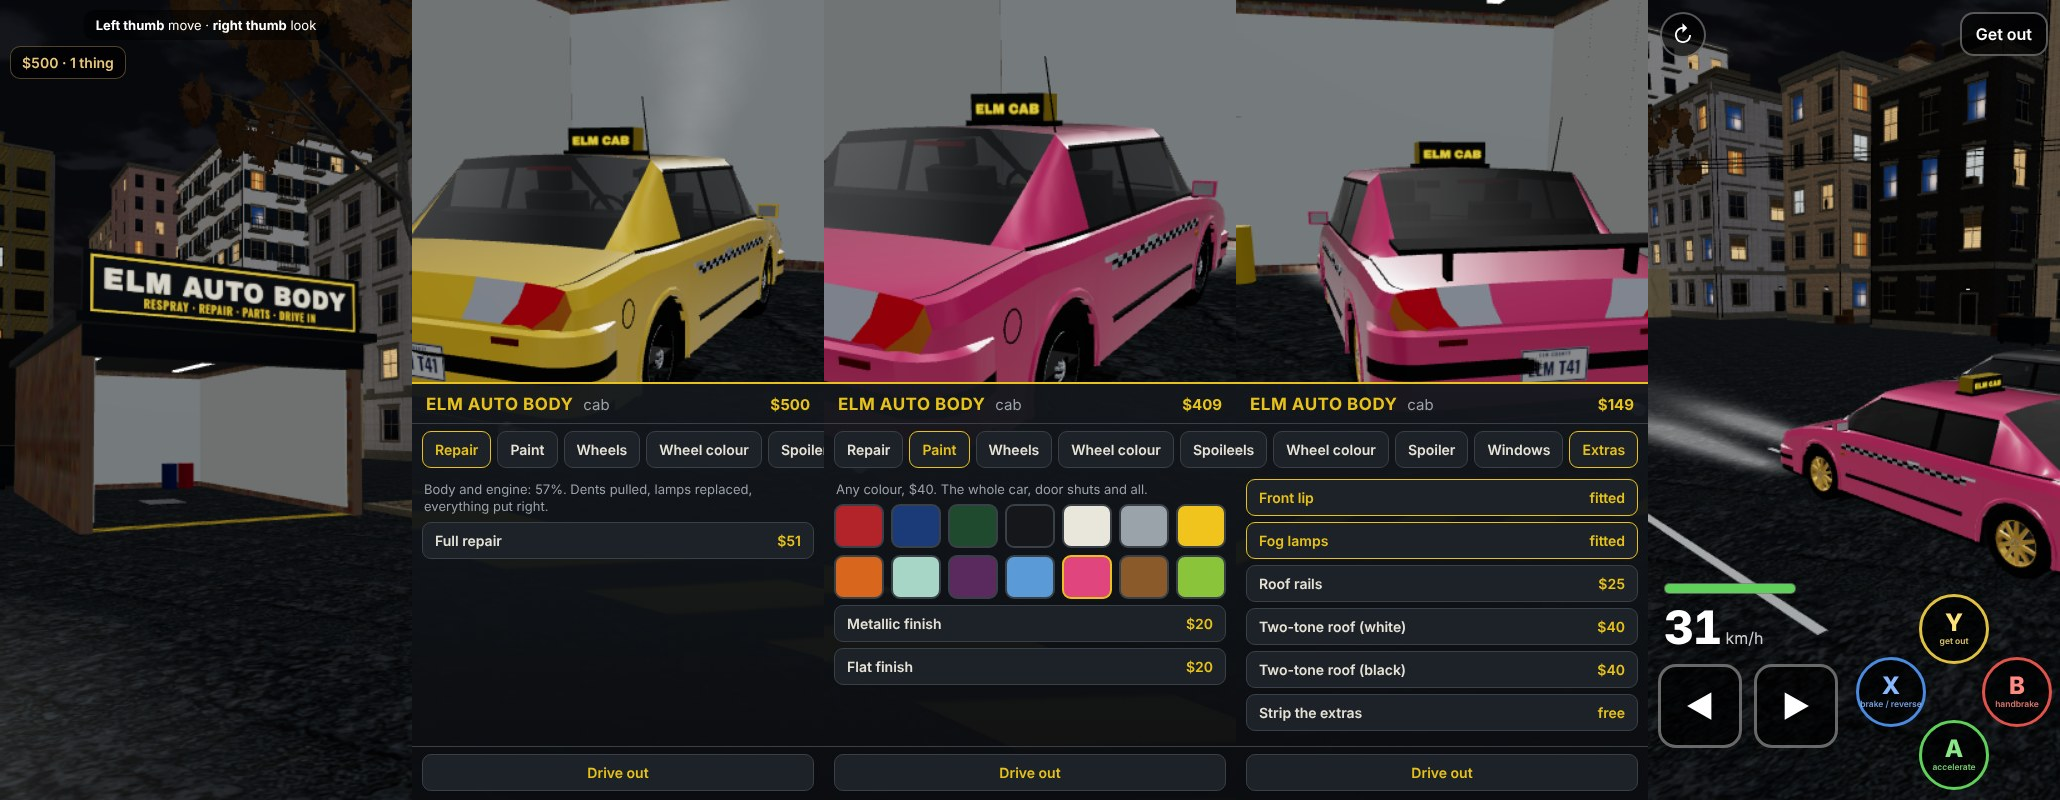 Left thumb move · right thumb look
$500 · 1 thing
ELM AUTO BODY
RESPRAY · REPAIR · PARTS · DRIVE IN
ELM CAB
T41
ELM AUTO BODY cab $500
Repair Paint Wheels Wheel colour Spoiler
Body and engine: 57%. Dents pulled, lamps replaced,
everything put right.
Full repair $51
Drive out
ELM CAB
ELM AUTO BODY cab $409
Repair Paint Wheels Wheel colour Spoil
Any colour, $40. The whole car, door shuts and all.
Metallic finish $20
Flat finish $20
Drive out
ELM CAB
ELM T41
ELM AUTO BODY cab $149
eels Wheel colour Spoiler Windows Extras
Front lip fitted
Fog lamps fitted
Roof rails $25
Two-tone roof (white) $40
Two-tone roof (black) $40
Strip the extras free
Drive out
Get out
ELM CAB
31 km/h
Y
get out
X
brake / reverse
B
handbrake
A
accelerate